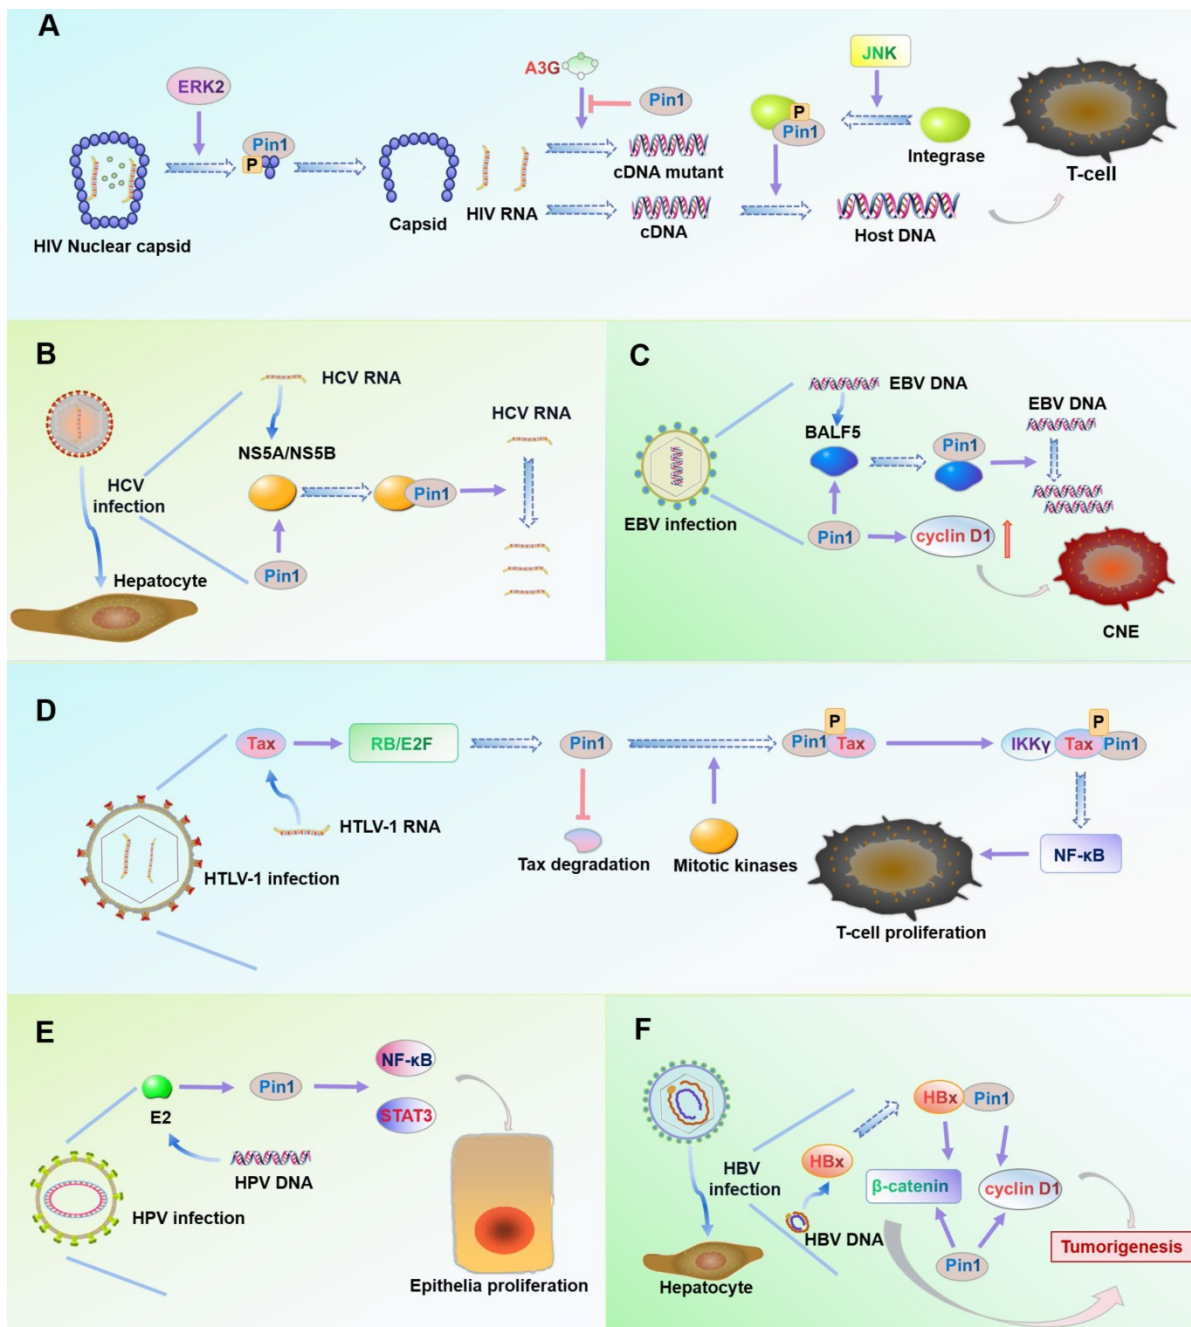 A
ERK2
Pin1
P
HIV Nuclear capsid
Capsid
HIV RNA
A3G
Pin1
cDNA mutant
cDNA
JNK
P
Pin1
Integrase
Host DNA
T-cell
B
HCV RNA
NS5A/NS5B
HCV
infection
Pin1
Pin1
Hepatocyte
HCV RNA
C
EBV DNA
BALF5
EBV infection
Pin1
Pin1
cyclin D1
EBV DNA
CNE
D
Tax
RB/E2F
Pin1
P
Pin1
Tax
P
IKKγ
Tax
Pin1
HTLV-1 RNA
HTLV-1 infection
Tax degradation
Mitotic kinases
NF-κB
T-cell proliferation
E
E2
Pin1
NF-κB
STAT3
HPV DNA
HPV infection
Epithelia proliferation
F
HBx
Pin1
HBV
infection
HBx
HBV DNA
β-catenin
cyclin D1
Pin1
Hepatocyte
Tumorigenesis